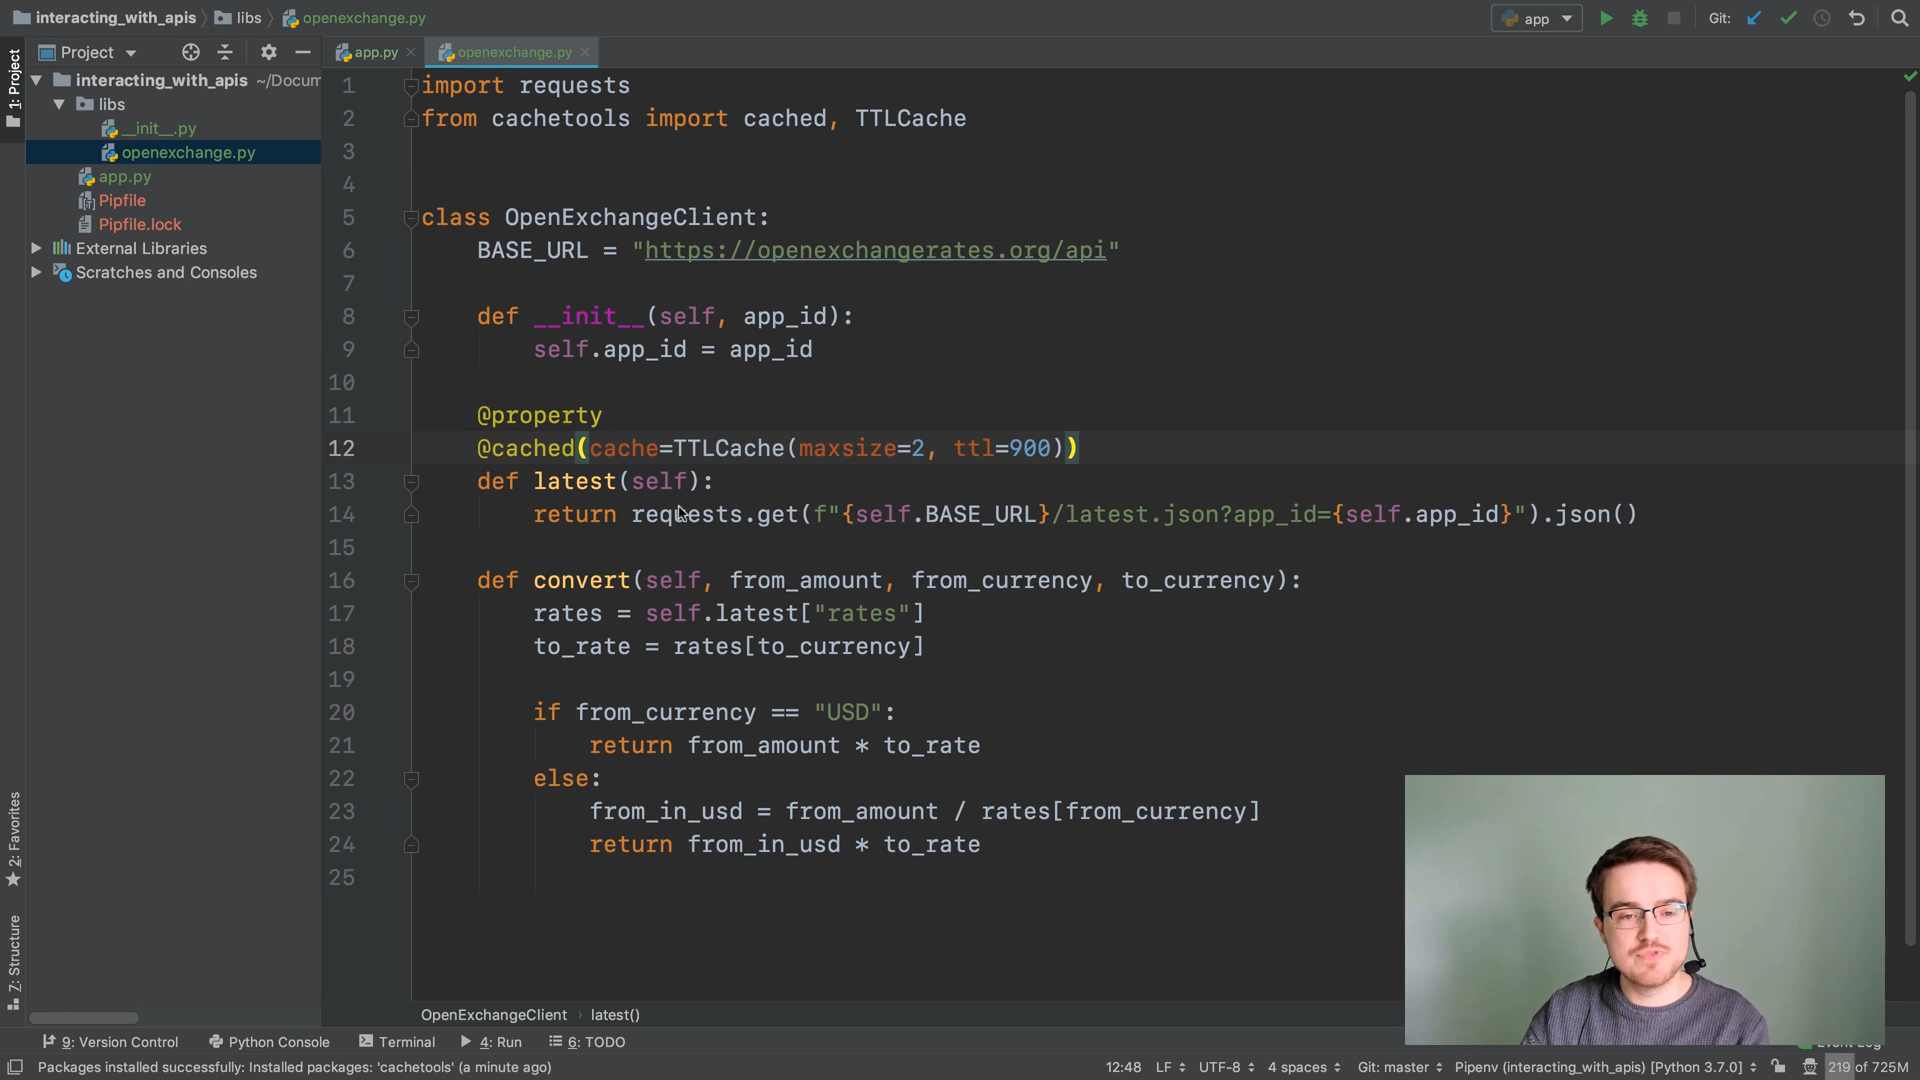 interacting_with_apis
libs
openexchange.py
app
Git:
1: Project
Project
app.py
openexchange.py
interacting_with_apis ~/Docum
libs
__init__.py
openexchange.py
app.py
Pipfile
Pipfile.lock
External Libraries
Scratches and Consoles
1 import requests
2 from cachetools import cached, TTLCache
3
4
5 class OpenExchangeClient:
6 BASE_URL = "https://openexchangerates.org/api"
7
8 def __init__(self, app_id):
9 self.app_id = app_id
10
11 @property
12 @cached(cache=TTLCache(maxsize=2, ttl=900))
13 def latest(self):
14 return requests.get(f"{self.BASE_URL}/latest.json?app_id={self.app_id}").json()
15
16 def convert(self, from_amount, from_currency, to_currency):
17 rates = self.latest["rates"]
18 to_rate = rates[to_currency]
19
20 if from_currency == "USD":
21 return from_amount * to_rate
22 else:
23 from_in_usd = from_amount / rates[from_currency]
24 return from_in_usd * to_rate
25
2: Favorites
7: Structure
OpenExchangeClient
latest()
9: Version Control
Python Console
Terminal
4: Run
6: TODO
Packages installed successfully: Installed packages: 'cachetools' (a minute ago)
12:48
LF
UTF-8
4 spaces
Git: master
Pipenv (interacting_with_apis) [Python 3.7.0]
219 of 725M